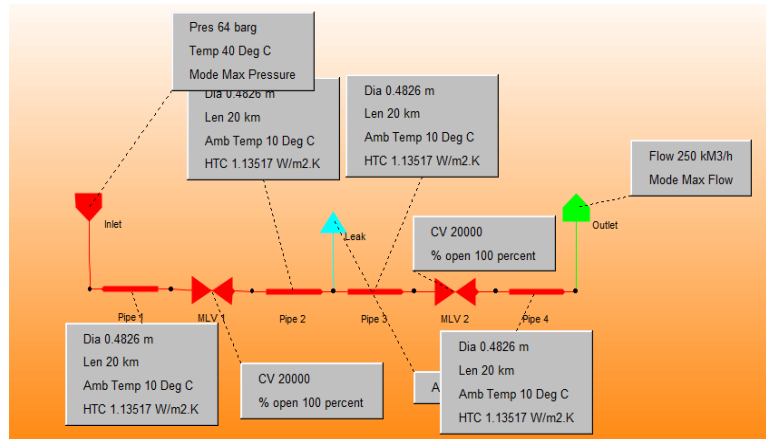 Pres 64 barg
Temp 40 Deg C
Mode Max Pressure
Dia 0.4826 m
Len 20 km
Amb Temp 10 Deg C
HTC 1.13517 W/m2.K
Dia 0.4826 m
Len 20 km
Amb Temp 10 Deg C
HTC 1.13517 W/m2.K
Flow 250 kM3/h
Mode Max Flow
Inlet
Leak
Outlet
CV 20000
% open 100 percent
Pipe 1
MLV 1
Pipe 2
Pipe 3
MLV 2
Pipe 4
Dia 0.4826 m
Len 20 km
Amb Temp 10 Deg C
HTC 1.13517 W/m2.K
CV 20000
% open 100 percent
Dia 0.4826 m
Len 20 km
Amb Temp 10 Deg C
HTC 1.13517 W/m2.K